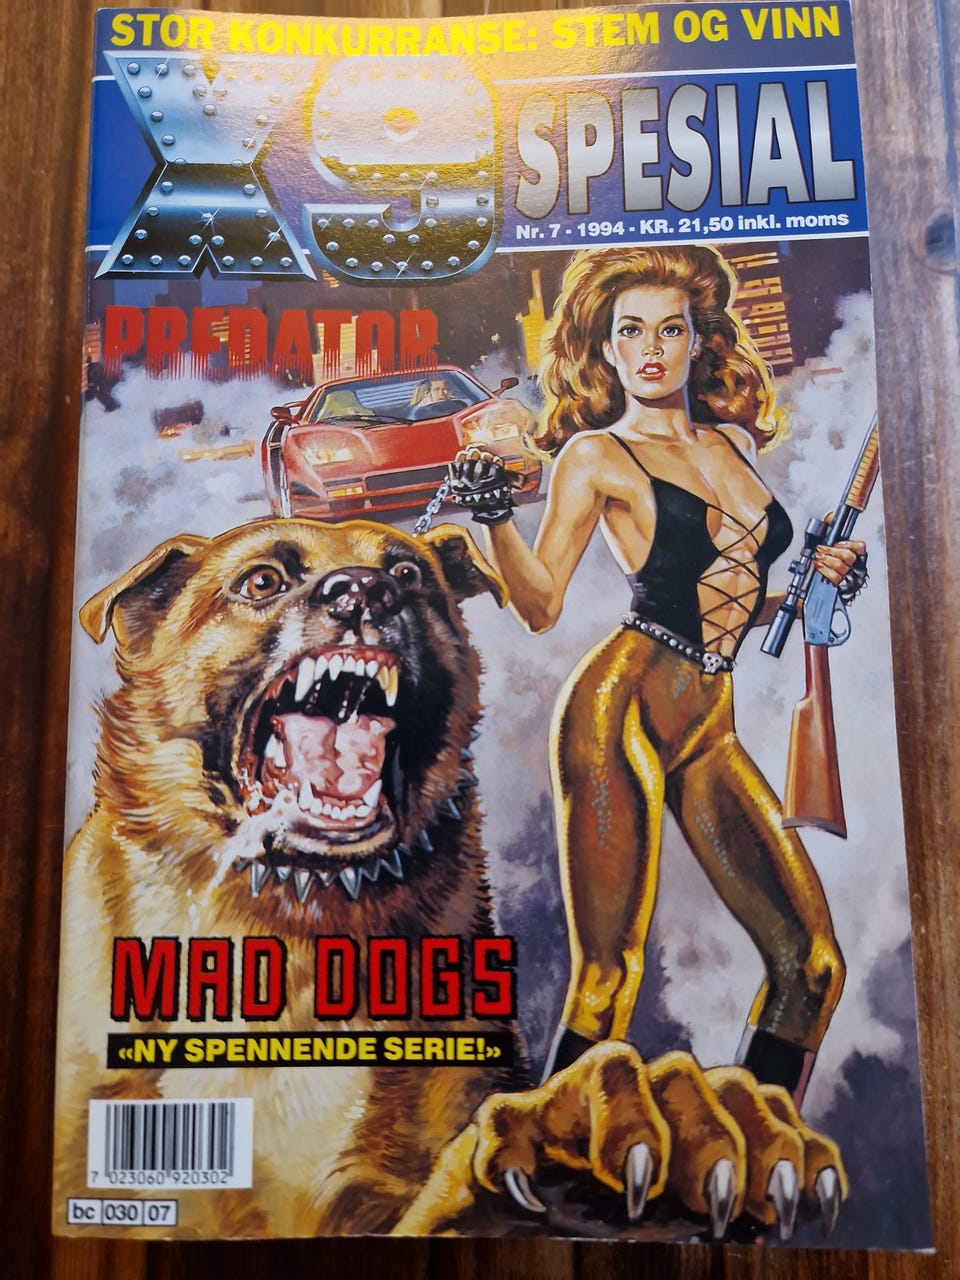 STOR KONKURRANSE: STEM OG VINN
X9 SPESIAL
Nr. 7 - 1994 - KR. 21,50 inkl. moms
PREDATOR
MAD DOGS
«NY SPENNENDE SERIE!»
7 023060 920302
bc 030 07